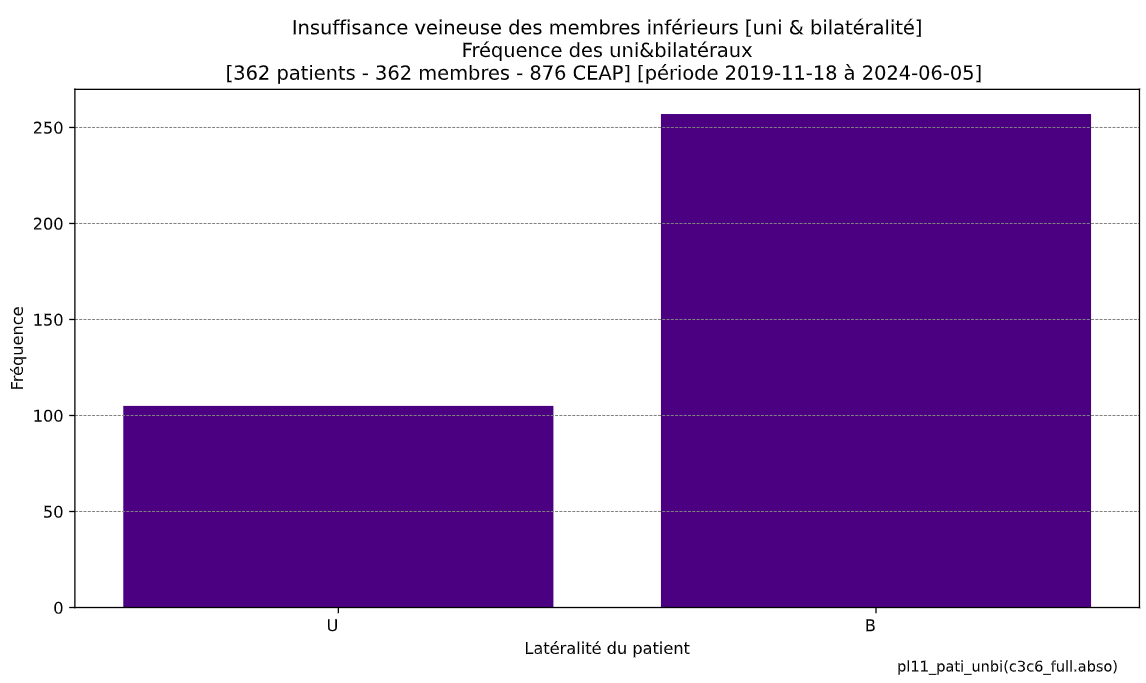 Insuffisance veineuse des membres inférieurs [uni & bilatéralité]
Fréquence des uni&bilatéraux
[362 patients - 362 membres - 876 CEAP] [période 2019-11-18 à 2024-06-05]
Fréquence
250
200
150
100
50
0
U
B
Latéralité du patient
pl11_pati_unbi(c3c6_full.abso)